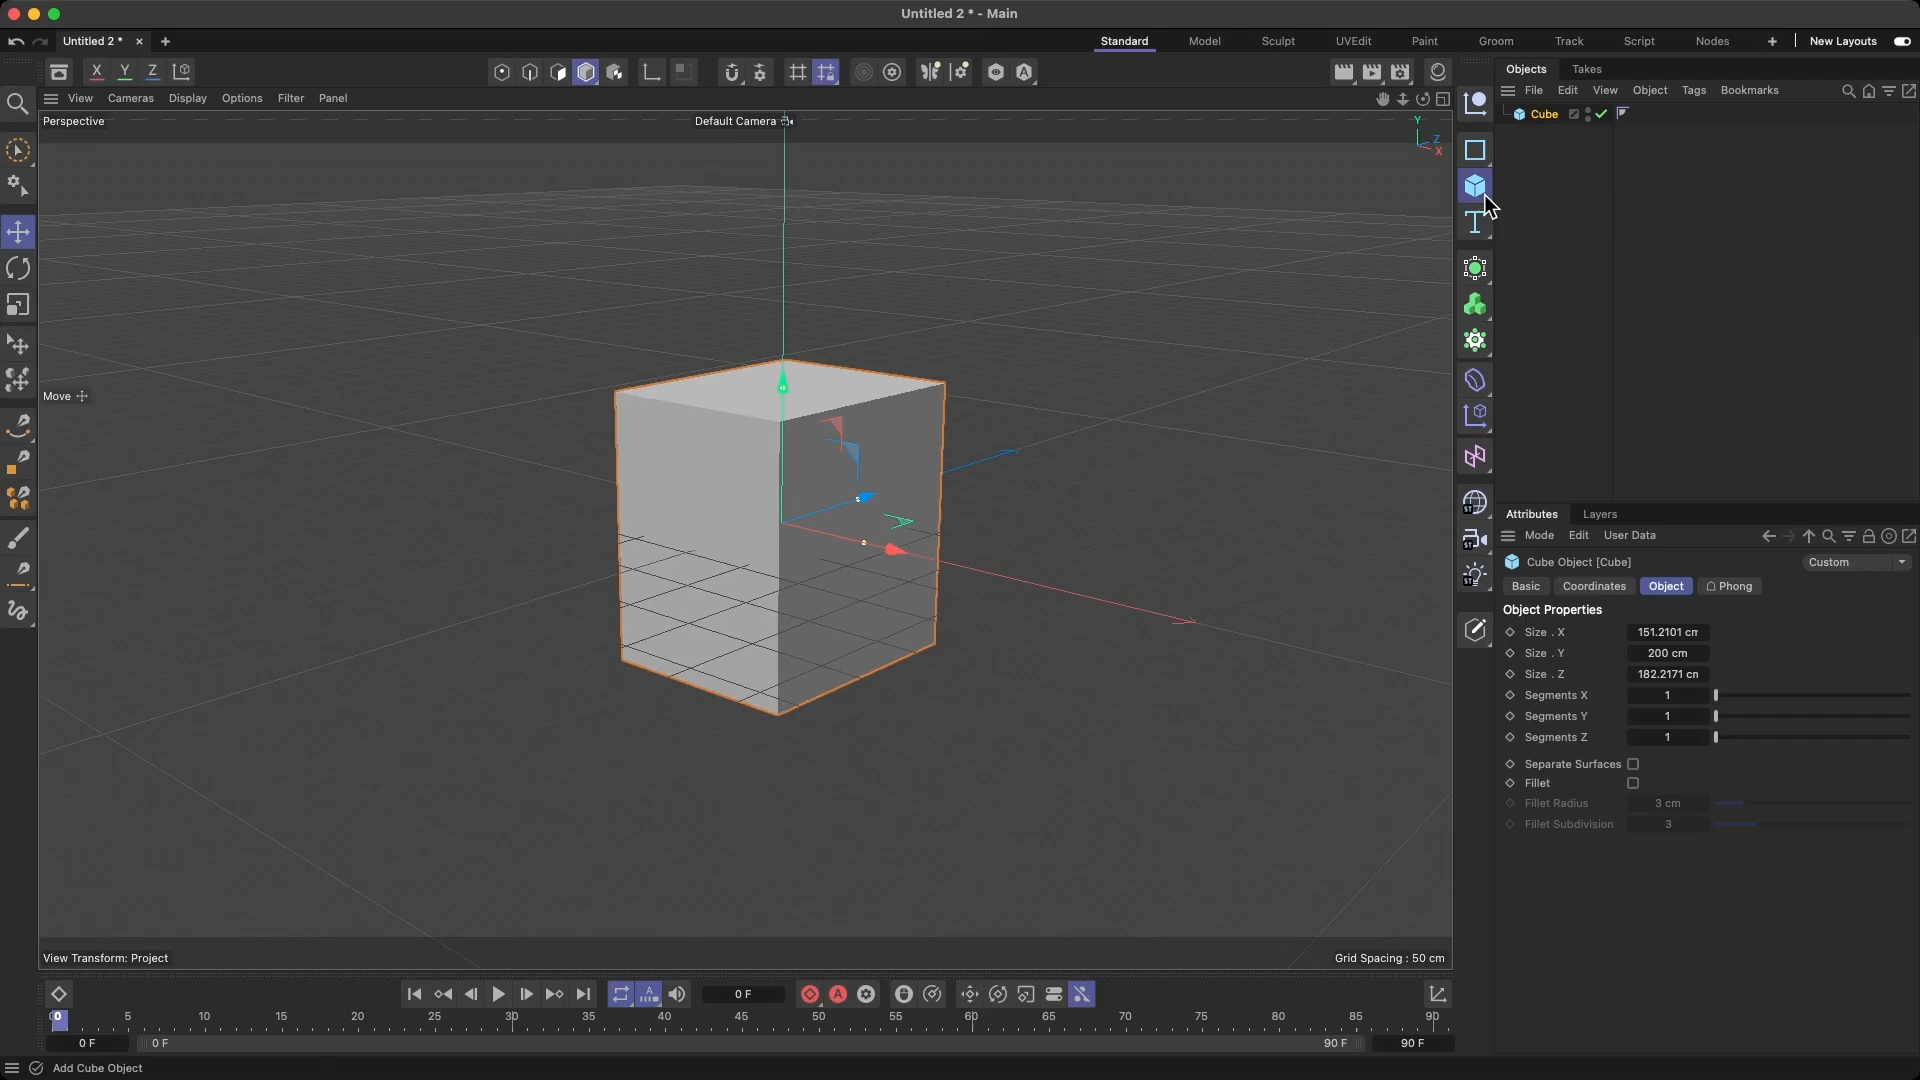 Untitled 2 * - Main
Untitled 2 * × +
Standard Model Sculpt UVEdit Paint Groom Track Script Nodes + New Layouts
X Y Z
View Cameras Display Options Filter Panel
Perspective
Default Camera
Y
Z
X
Move
View Transform: Project
Grid Spacing : 50 cm
Objects Takes
File Edit View Object Tags Bookmarks
Cube
T
ST
ST
ST
Attributes Layers
Mode Edit User Data
Cube Object [Cube]
Custom
Basic Coordinates Object Phong
Object Properties
Size . X 151.2101 cm
Size . Y 200 cm
Size . Z 182.2171 cm
Segments X 1
Segments Y 1
Segments Z 1
Separate Surfaces
Fillet
Fillet Radius 3 cm
Fillet Subdivision 3
0 F
0 5 10 15 20 25 30 35 40 45 50 55 60 65 70 75 80 85 90
0 F 0 F 90 F 90 F
Add Cube Object